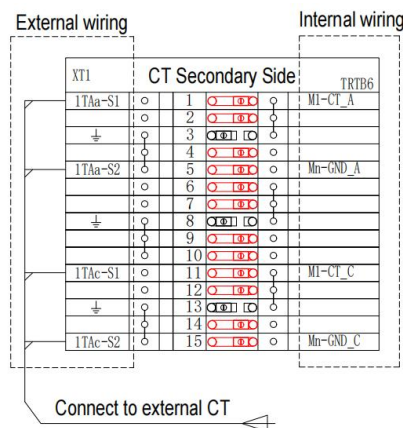 External wiring
Internal wiring
XT1 CT Secondary Side TRTB6
1TAa-S1 1 M1-CT_A
2
3
4
1TAa-S2 5 Mn-GND_A
6
7
8
9
10
1TAc-S1 11 M1-CT_C
12
13
14
1TAc-S2 15 Mn-GND_C
Connect to external CT